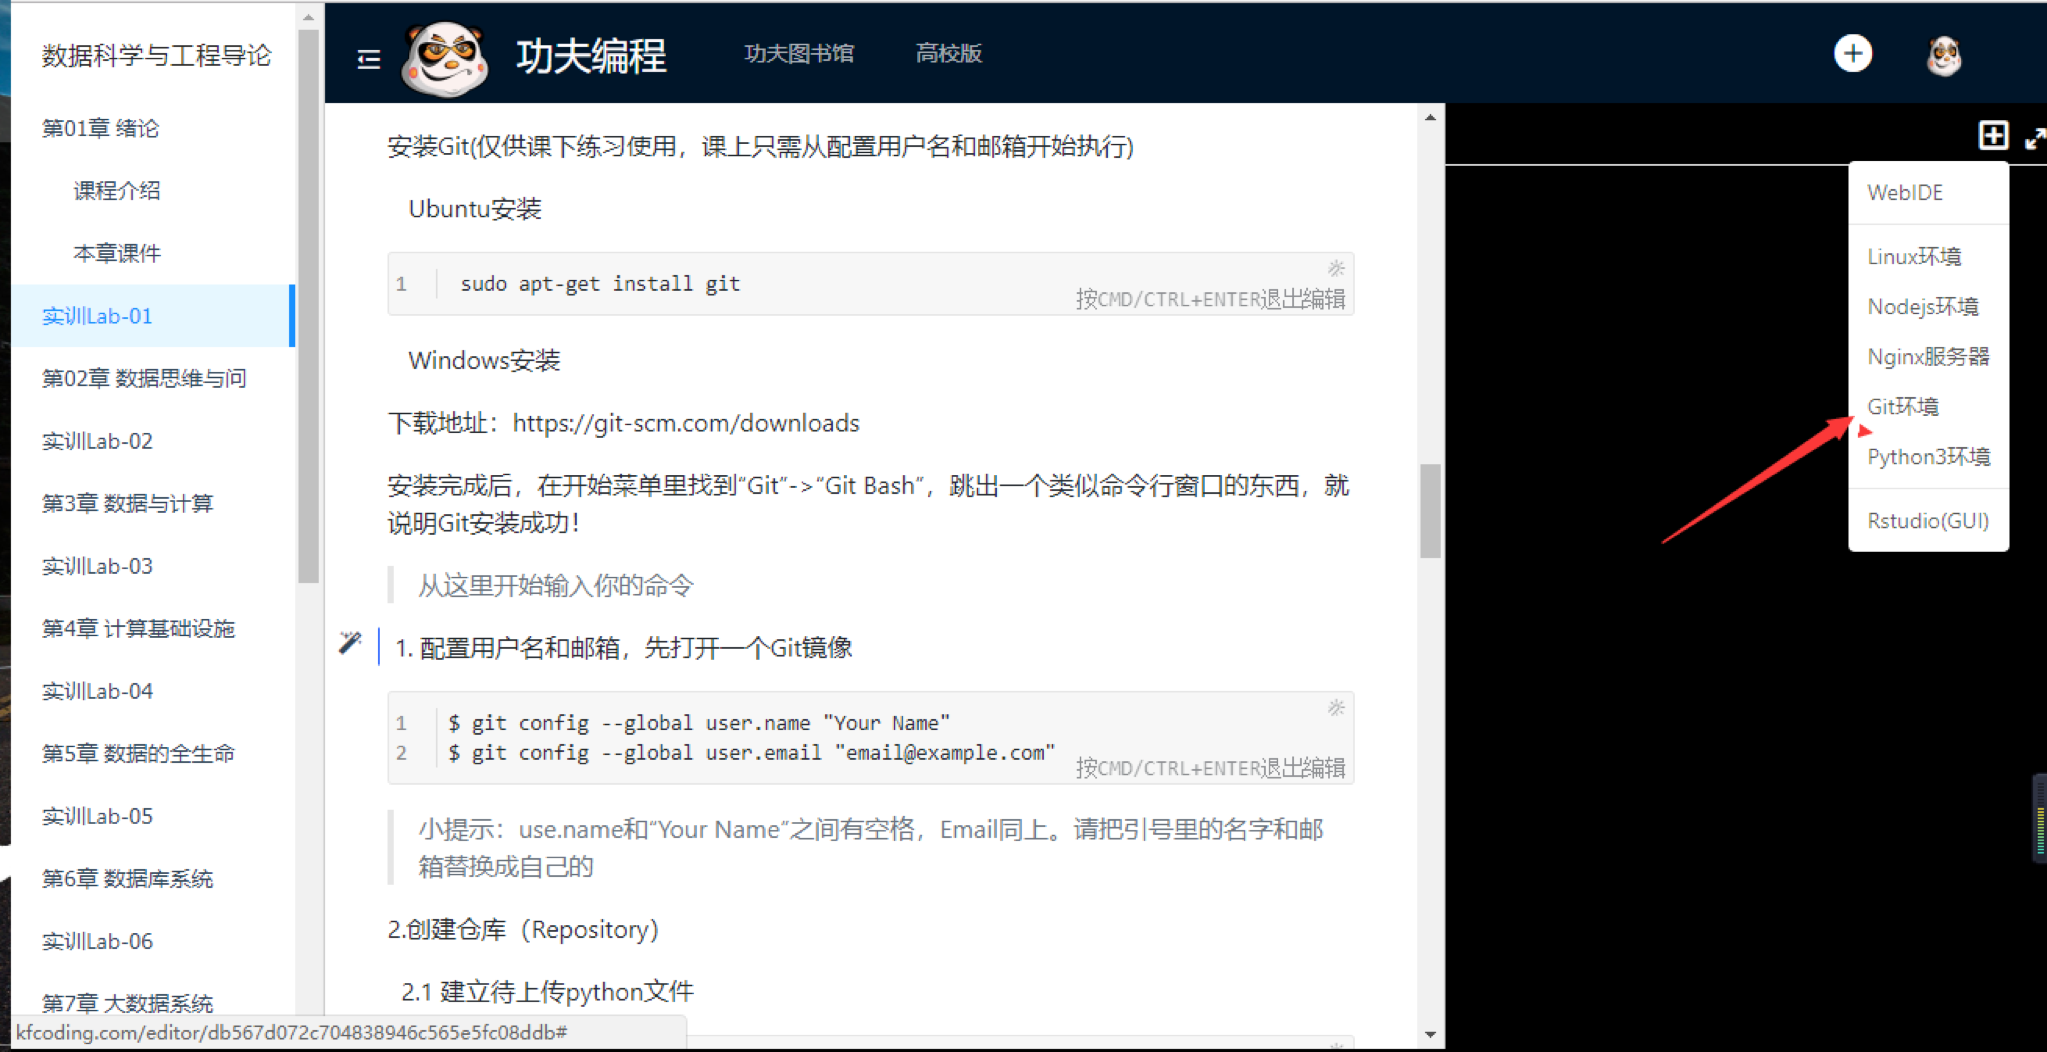 数据科学与工程导论
第01章 绪论
课程介绍
本章课件
实训Lab-01
第02章 数据思维与问
实训Lab-02
第3章 数据与计算
实训Lab-03
第4章 计算基础设施
实训Lab-04
第5章 数据的全生命
实训Lab-05
第6章 数据库系统
实训Lab-06
第7章 大数据系统
kfcoding.com/editor/db567d072c704838946c565e5fc08ddb#
功夫编程
功夫图书馆
高校版
安装Git(仅供课下练习使用，课上只需从配置用户名和邮箱开始执行)
Ubuntu安装
1 sudo apt-get install git
按CMD/CTRL+ENTER退出编辑
Windows安装
下载地址：https://git-scm.com/downloads
安装完成后，在开始菜单里找到“Git”->“Git Bash”，跳出一个类似命令行窗口的东西，就
说明Git安装成功！
从这里开始输入你的命令
1. 配置用户名和邮箱，先打开一个Git镜像
1 $ git config --global user.name "Your Name"
2 $ git config --global user.email "email@example.com"
按CMD/CTRL+ENTER退出编辑
小提示：use.name和“Your Name”之间有空格，Email同上。请把引号里的名字和邮
箱替换成自己的
2.创建仓库（Repository）
2.1 建立待上传python文件
WebIDE
Linux环境
Nodejs环境
Nginx服务器
Git环境
Python3环境
Rstudio(GUI)